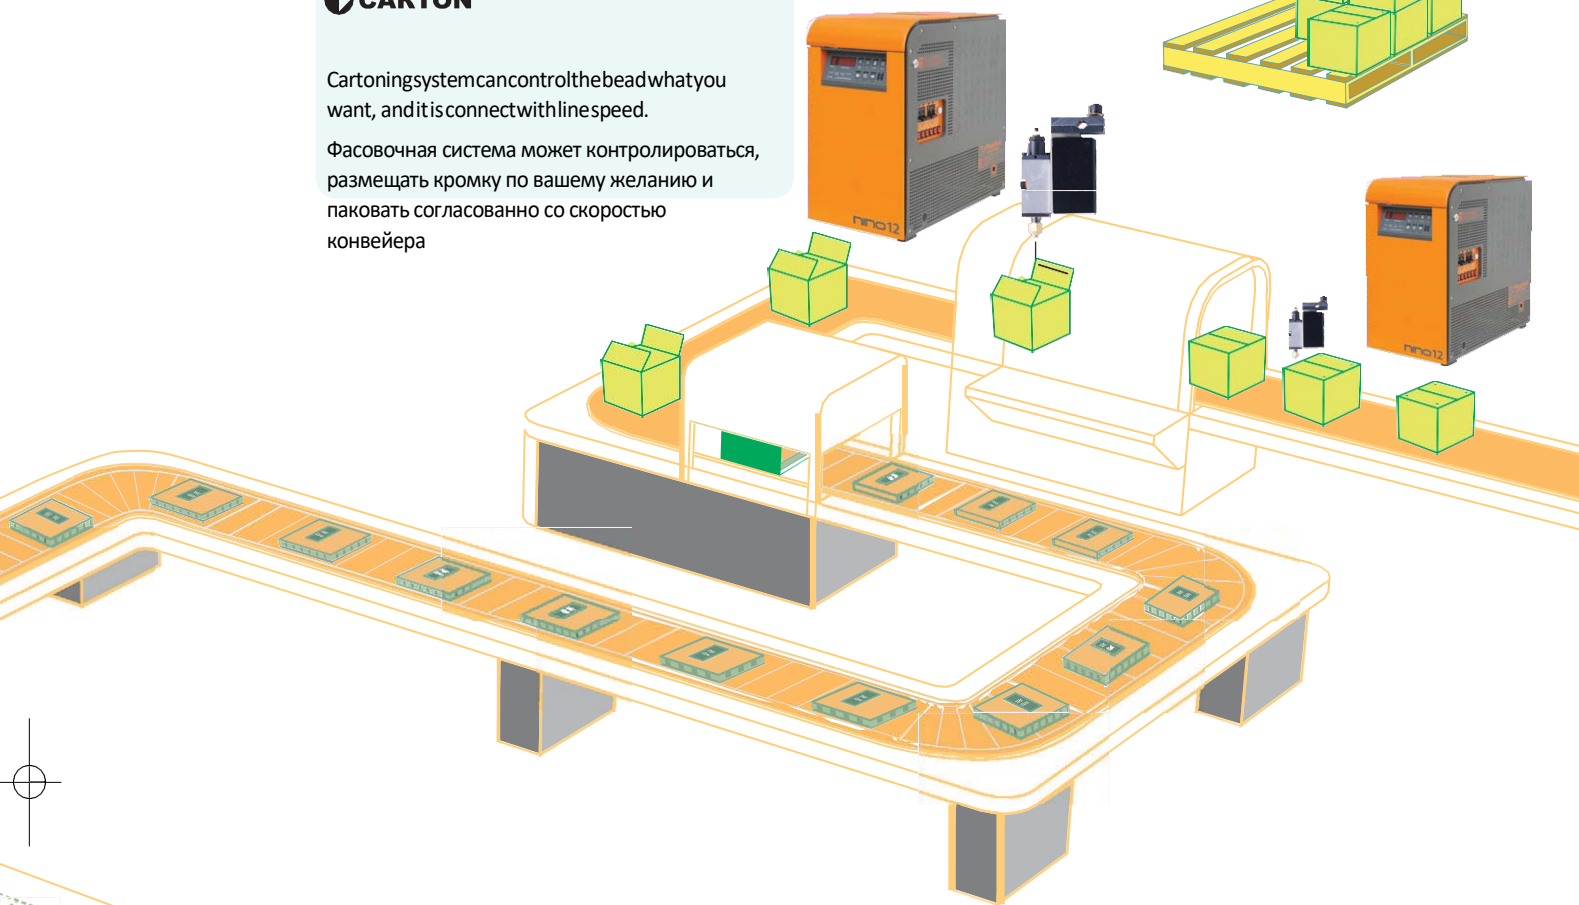 CARTON
Cartoningsystemcancontrolthebeadwhatyou
want, anditisconnectwithlinespeed.
Фасовочная система может контролироваться,
размещать кромку по вашему желанию и
паковать согласованно со скоростью
конвейера
nino12
nino12